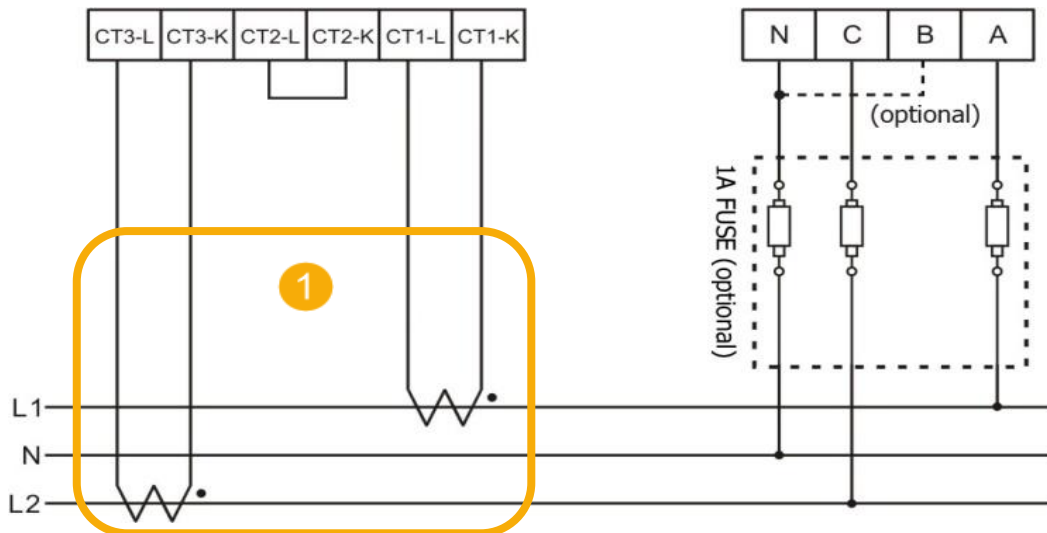 CT3-L CT3-K CT2-L CT2-K CT1-L CT1-K
N C B A
(optional)
1A FUSE (optional)
1
L1
N
L2